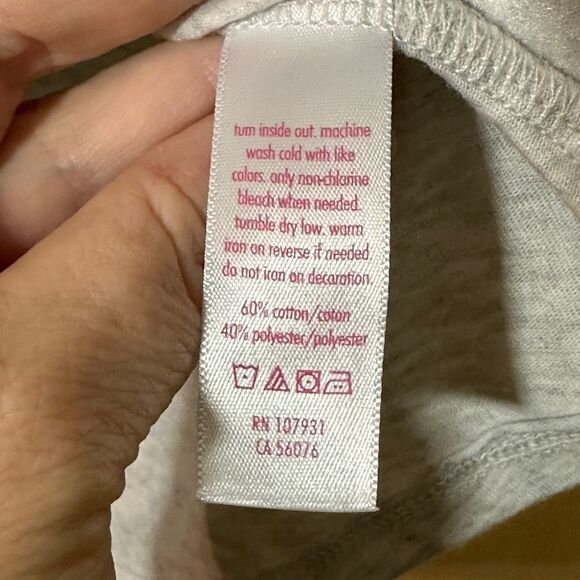 turn inside out. machine
wash cold with like
colors. only non-chlorine
bleach when needed.
tumble dry low. warm
iron on reverse if needed.
do not iron on decoration.
60% cotton/coton
40% polyester/polyester
RN 107931
CA 56076